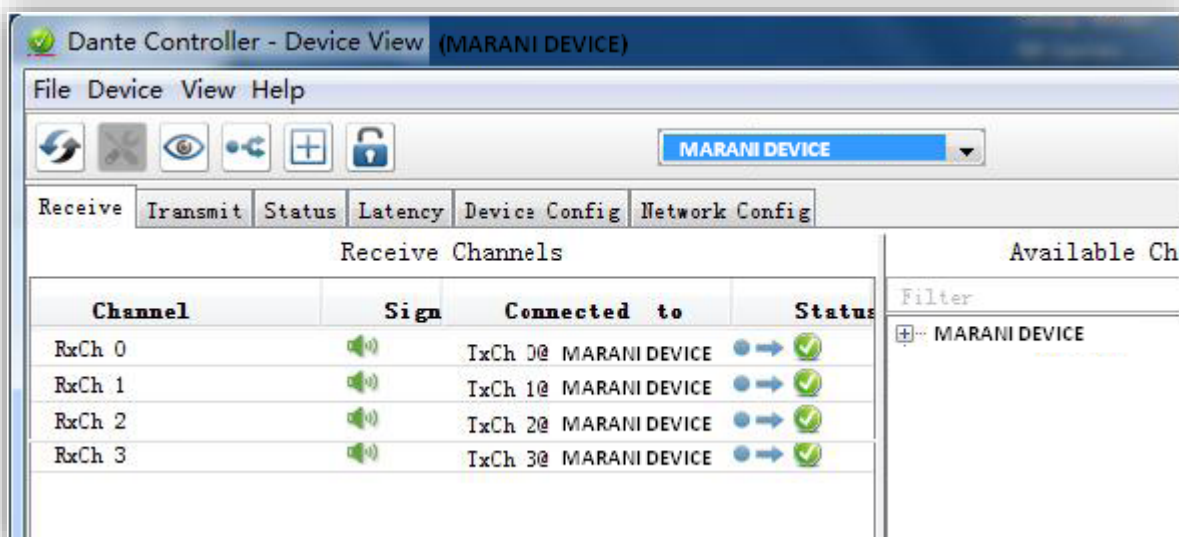 Dante Controller - Device View (MARANI DEVICE)
File Device View Help
MARANI DEVICE
Receive Transmit Status Latency Device Config Network Config
Receive Channels
Available Ch
Channel Sign Connected to Status
Filter
RxCh 0 TxCh 0@ MARANI DEVICE
MARANI DEVICE
RxCh 1 TxCh 1@ MARANI DEVICE
RxCh 2 TxCh 2@ MARANI DEVICE
RxCh 3 TxCh 3@ MARANI DEVICE